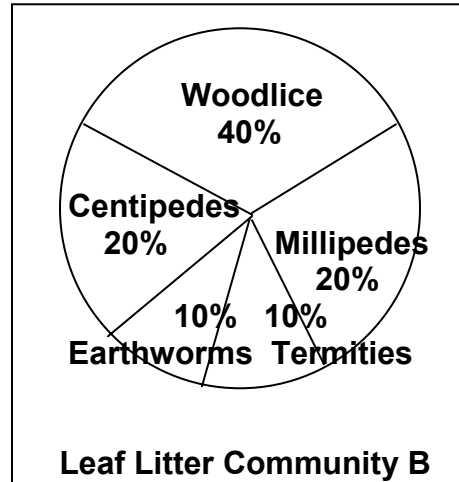 Woodlice
40%
Centipedes
20%
Millipedes
20%
10%
Earthworms
10%
Termities
Leaf Litter Community B